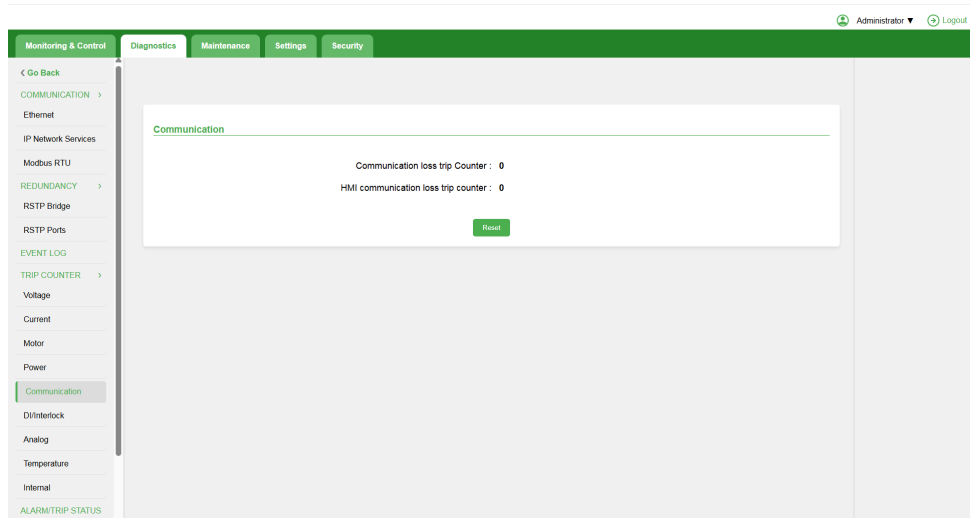 Administrator ▼ Logout
Monitoring & Control Diagnostics Maintenance Settings Security
Go Back
COMMUNICATION >
Ethernet
IP Network Services
Modbus RTU
REDUNDANCY >
RSTP Bridge
RSTP Ports
EVENT LOG
TRIP COUNTER >
Voltage
Current
Motor
Power
Communication
DI/Interlock
Analog
Temperature
Internal
ALARM/TRIP STATUS
Communication
Communication loss trip Counter : 0
HMI communication loss trip counter : 0
Reset